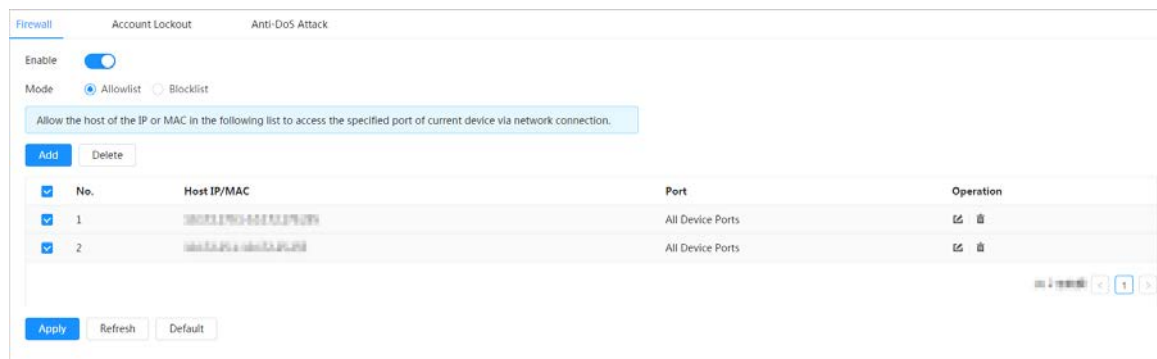 Firewall Account Lockout Anti-DoS Attack
Enable
Mode Allowlist Blocklist
Allow the host of the IP or MAC in the following list to access the specified port of current device via network connection.
Add Delete
No. Host IP/MAC Port Operation
1 All Device Ports
2 All Device Ports
1
Apply Refresh Default